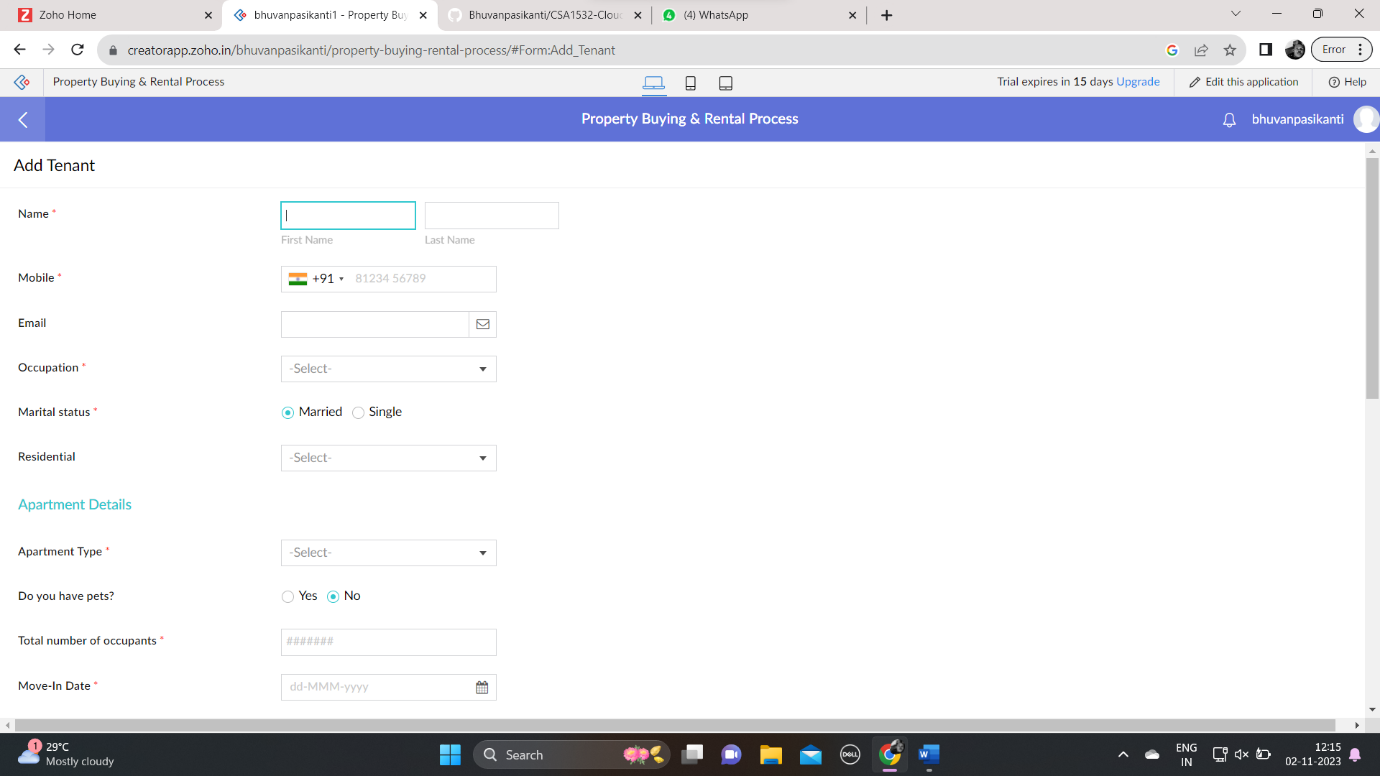 Zoho Home
bhuvanpasikanti1 - Property Bu
Bhuvanpasikanti/CSA1532-Clou
(4) WhatsApp
creatorapp.zoho.in/bhuvanpasikanti/property-buying-rental-process/#Form:Add_Tenant
Error
Property Buying & Rental Process
Trial expires in 15 days Upgrade
Edit this application
Help
Property Buying & Rental Process
bhuvanpasikanti
Add Tenant
Name *
First Name
Last Name
Mobile *
+91
81234 56789
Email
Occupation *
-Select-
Marital status *
Married
Single
Residential
-Select-
Apartment Details
Apartment Type *
-Select-
Do you have pets?
Yes
No
Total number of occupants *
#######
Move-In Date *
dd-MMM-yyyy
1
29°C
Mostly cloudy
Search
DELL
W
ENG
IN
12:15
02-11-2023